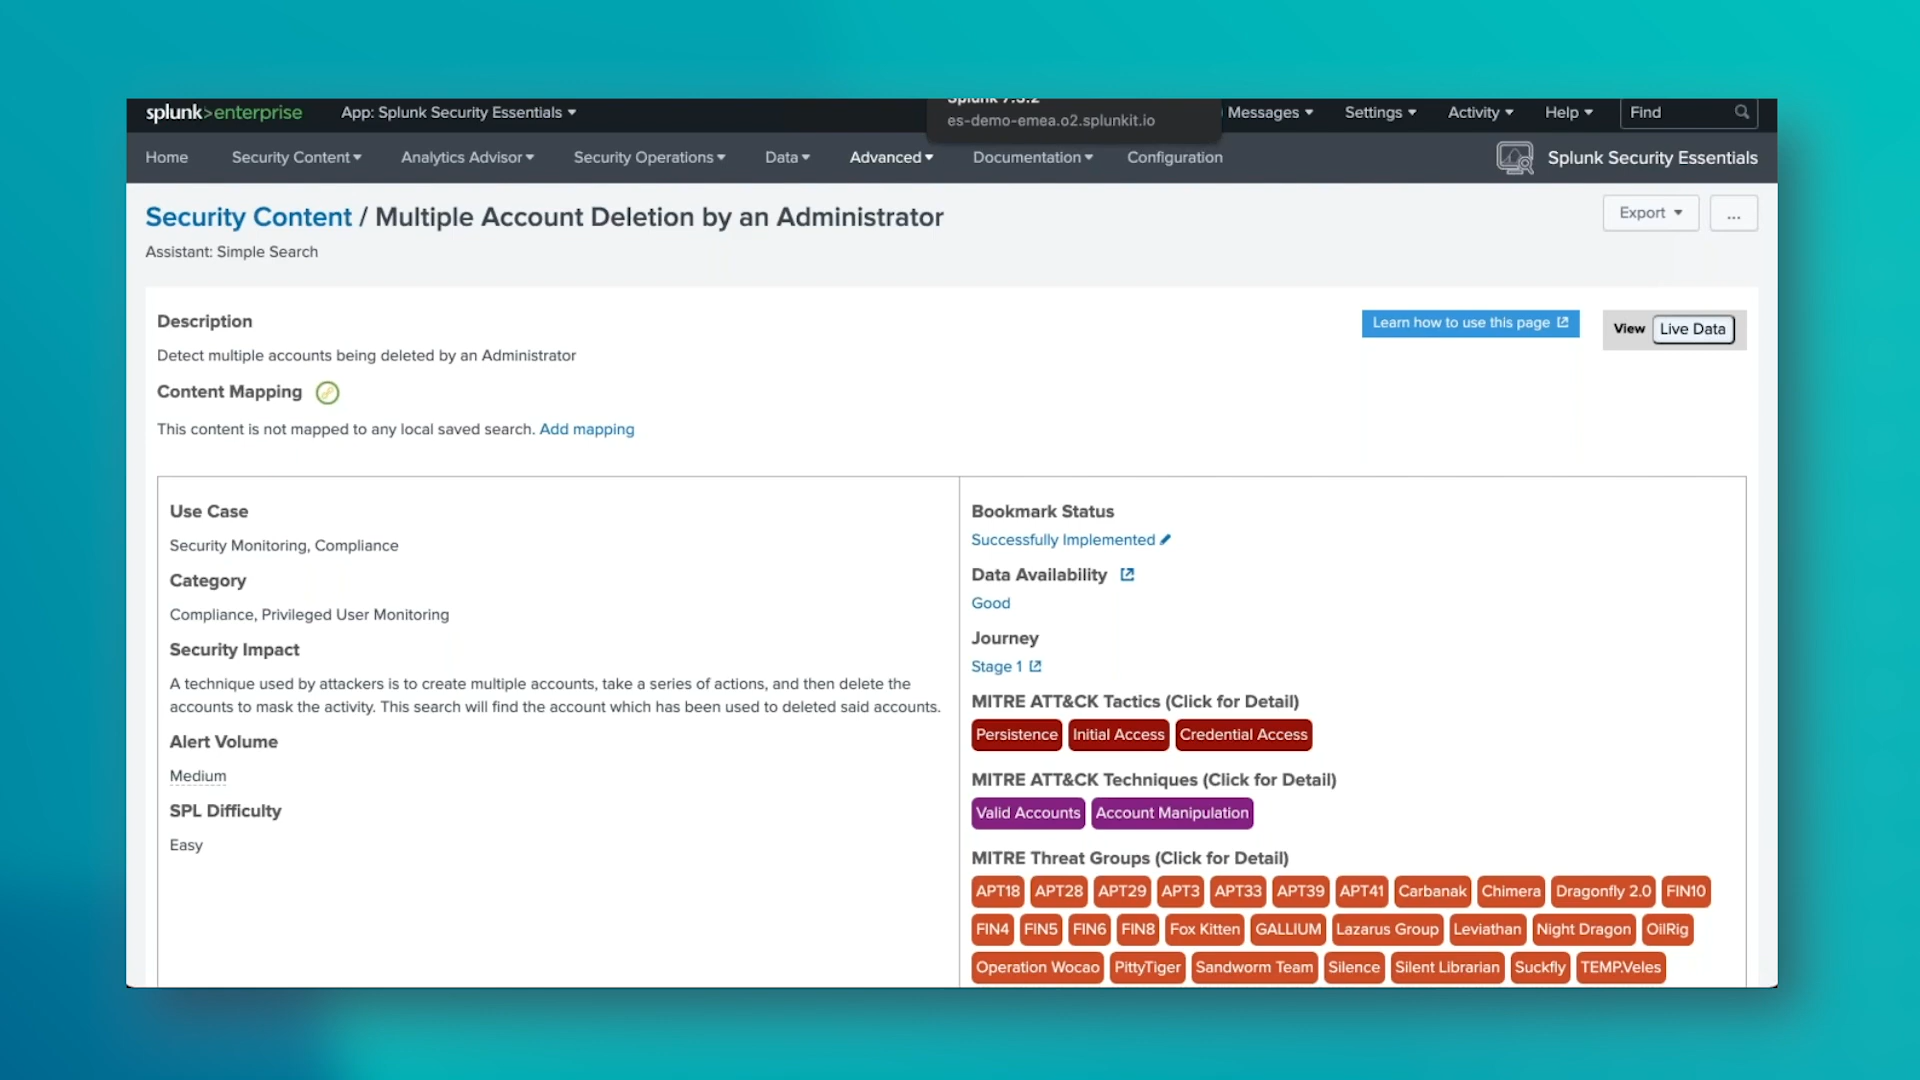 splunk>enterprise App: Splunk Security Essentials Messages Settings Activity Help Find
Splunk 7.3.2
es-demo-emea.o2.splunkit.io
Home Security Content Analytics Advisor Security Operations Data Advanced Documentation Configuration Splunk Security Essentials
Security Content / Multiple Account Deletion by an Administrator
Export ...
Assistant: Simple Search
Description
Learn how to use this page
View Live Data
Detect multiple accounts being deleted by an Administrator
Content Mapping
This content is not mapped to any local saved search. Add mapping
Use Case
Security Monitoring, Compliance
Category
Compliance, Privileged User Monitoring
Security Impact
A technique used by attackers is to create multiple accounts, take a series of actions, and then delete the
accounts to mask the activity. This search will find the account which has been used to deleted said accounts.
Alert Volume
Medium
SPL Difficulty
Easy
Bookmark Status
Successfully Implemented
Data Availability
Good
Journey
Stage 1
MITRE ATT&CK Tactics (Click for Detail)
Persistence Initial Access Credential Access
MITRE ATT&CK Techniques (Click for Detail)
Valid Accounts Account Manipulation
MITRE Threat Groups (Click for Detail)
APT18 APT28 APT29 APT3 APT33 APT39 APT41 Carbanak Chimera Dragonfly 2.0 FIN10
FIN4 FIN5 FIN6 FIN8 Fox Kitten GALLIUM Lazarus Group Leviathan Night Dragon OilRig
Operation Wocao PittyTiger Sandworm Team Silence Silent Librarian Suckfly TEMP.Veles